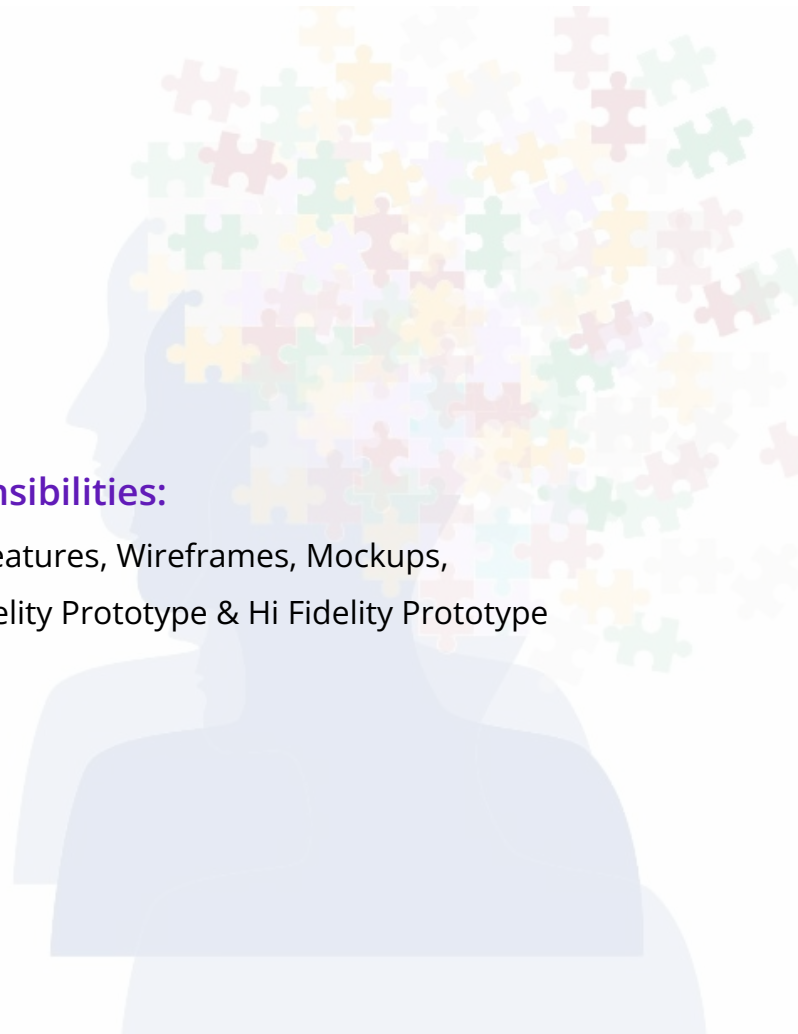 nsibilities:
eatures, Wireframes, Mockups,
elity Prototype & Hi Fidelity Prototype